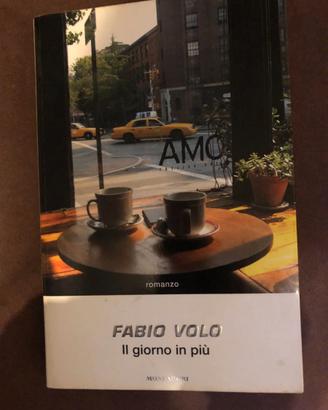 AMO
romanzo
FABIO VOLO
Il giorno in più
MONDADORI